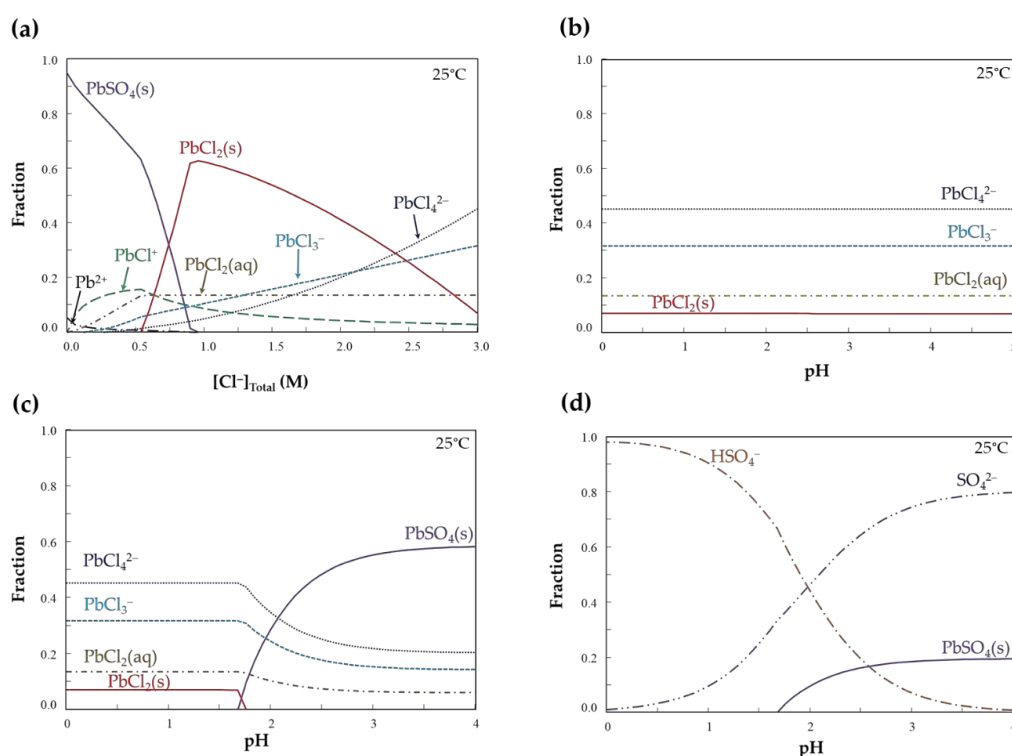 (a)
25°C
1.0
0.8
0.6
0.4
0.2
0.0
Fraction
PbSO₄(s)
PbCl₂(s)
PbCl₄²⁻
PbCl₃⁻
PbCl⁺
PbCl₂(aq)
Pb²⁺
0.0 0.5 1.0 1.5 2.0 2.5 3.0
[Cl⁻]Total (M)
(b)
25°C
1.0
0.8
0.6
0.4
0.2
0.0
Fraction
PbCl₄²⁻
PbCl₃⁻
PbCl₂(aq)
PbCl₂(s)
0 1 2 3 4 5
pH
(c)
25°C
1.0
0.8
0.6
0.4
0.2
0.0
Fraction
PbSO₄(s)
PbCl₄²⁻
PbCl₃⁻
PbCl₂(aq)
PbCl₂(s)
0 1 2 3 4
pH
(d)
25°C
1.0
0.8
0.6
0.4
0.2
0.0
Fraction
HSO₄⁻
SO₄²⁻
PbSO₄(s)
0 1 2 3 4
pH